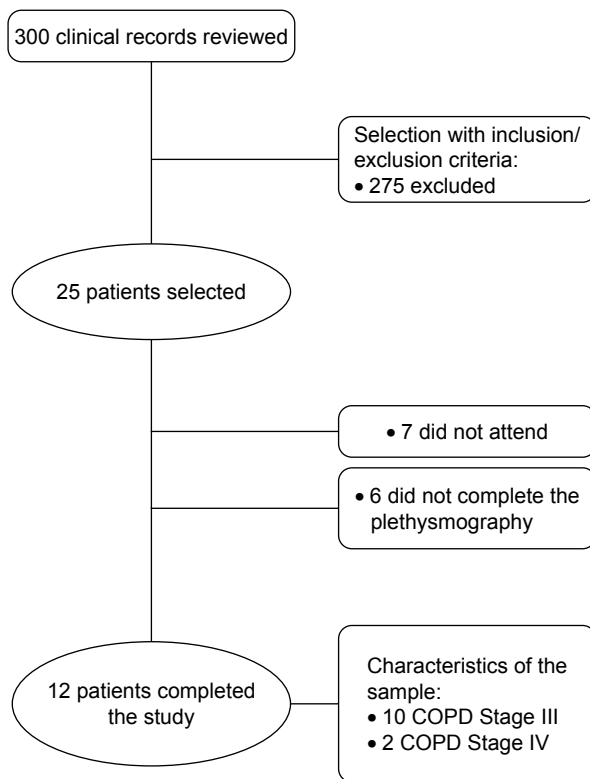 300 clinical records reviewed
Selection with inclusion/
exclusion criteria:
• 275 excluded
25 patients selected
• 7 did not attend
• 6 did not complete the
plethysmography
12 patients completed
the study
Characteristics of the
sample:
• 10 COPD Stage III
• 2 COPD Stage IV